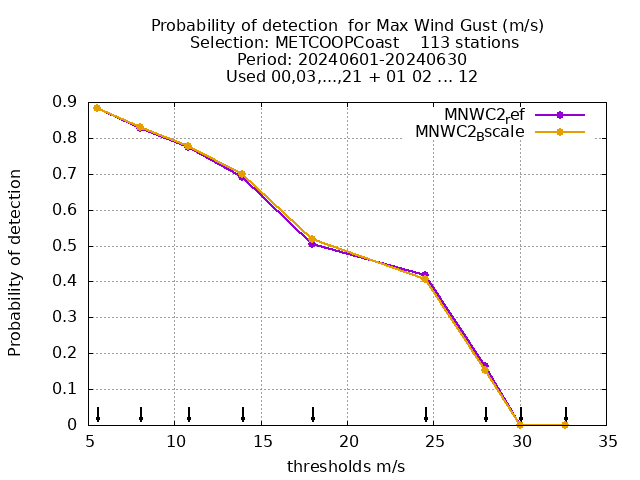 Probability of detection  for Max Wind Gust (m/s)
Selection: METCOOPCoast    113 stations
Period: 20240601-20240630
Used 00,03,...,21 + 01 02 ... 12
MNWC2ref
MNWC2Bscale
Probability of detection
0.9
0.8
0.7
0.6
0.5
0.4
0.3
0.2
0.1
0
5 10 15 20 25 30 35
thresholds m/s